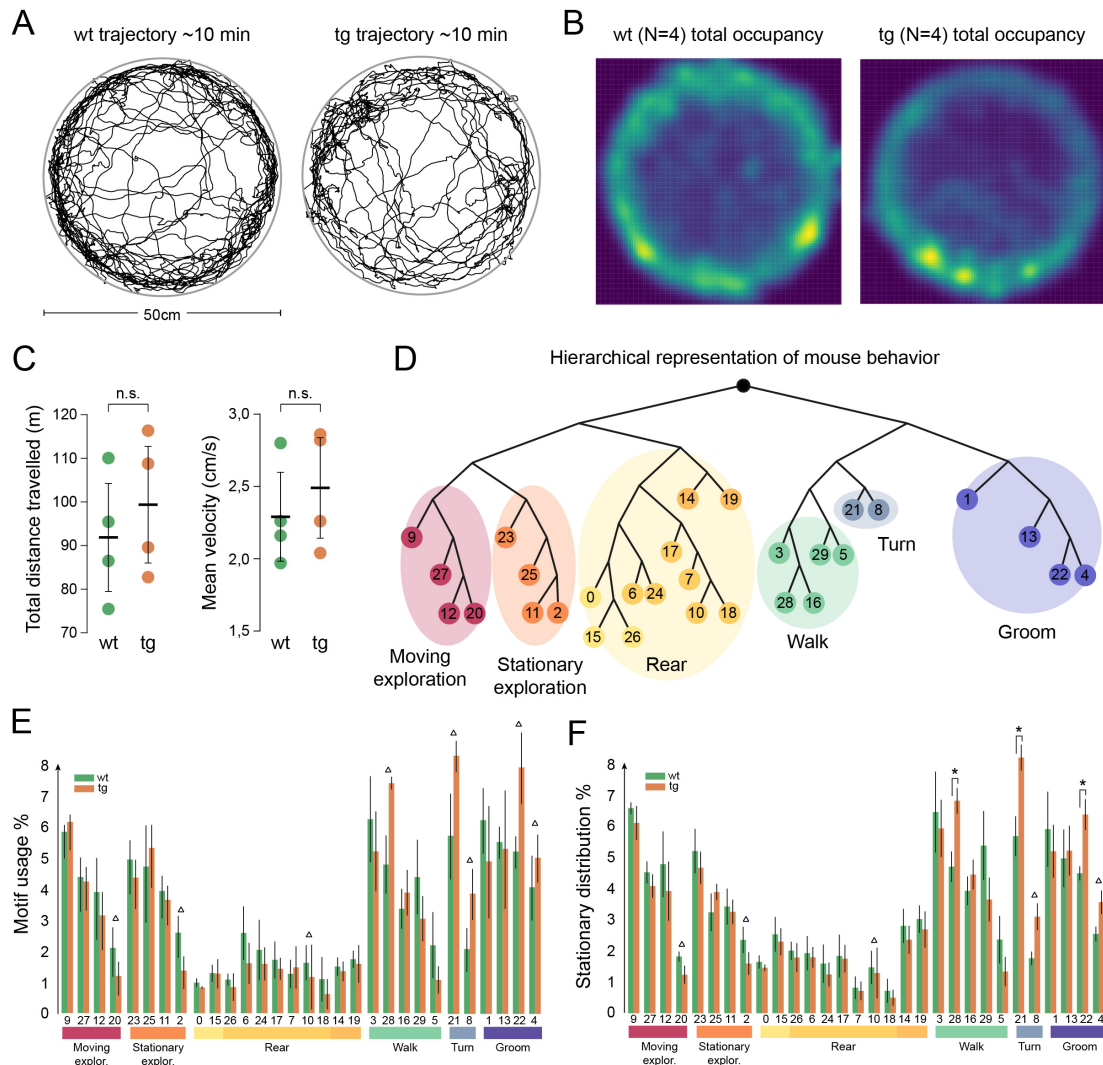 A
wt trajectory ~10 min
tg trajectory ~10 min
50cm
B
wt (N=4) total occupancy
tg (N=4) total occupancy
C
n.s.
n.s.
Total distance travelled (m)
120
110
100
90
80
70
wt
tg
Mean velocity (cm/s)
3,0
2,5
2,0
1,5
wt
tg
D
Hierarchical representation of mouse behavior
14 19
1
9 23 17 21 8 13
3 29 5
27 25 7 22 4
0 6 24
28 16
12 20 11 2 10 18
15 26
Turn
Moving
exploration
Stationary
exploration
Rear
Walk
Groom
E
Motif usage %
8
7
6
5
4
3
2
1
0
wt
tg
*
9 27 12 20 23 25 11 2 0 15 26 6 24 17 7 10 18 14 19 3 28 16 29 5 21 8 1 13 22 4
Moving
explor.
Stationary
explor.
Rear
Walk
Turn
Groom
F
Stationary distribution %
8
7
6
5
4
3
2
1
0
wt
tg
*
*
*
9 27 12 20 23 25 11 2 0 15 26 6 24 17 7 10 18 14 19 3 28 16 29 5 21 8 1 13 22 4
Moving
explor.
Stationary
explor.
Rear
Walk
Turn
Groom